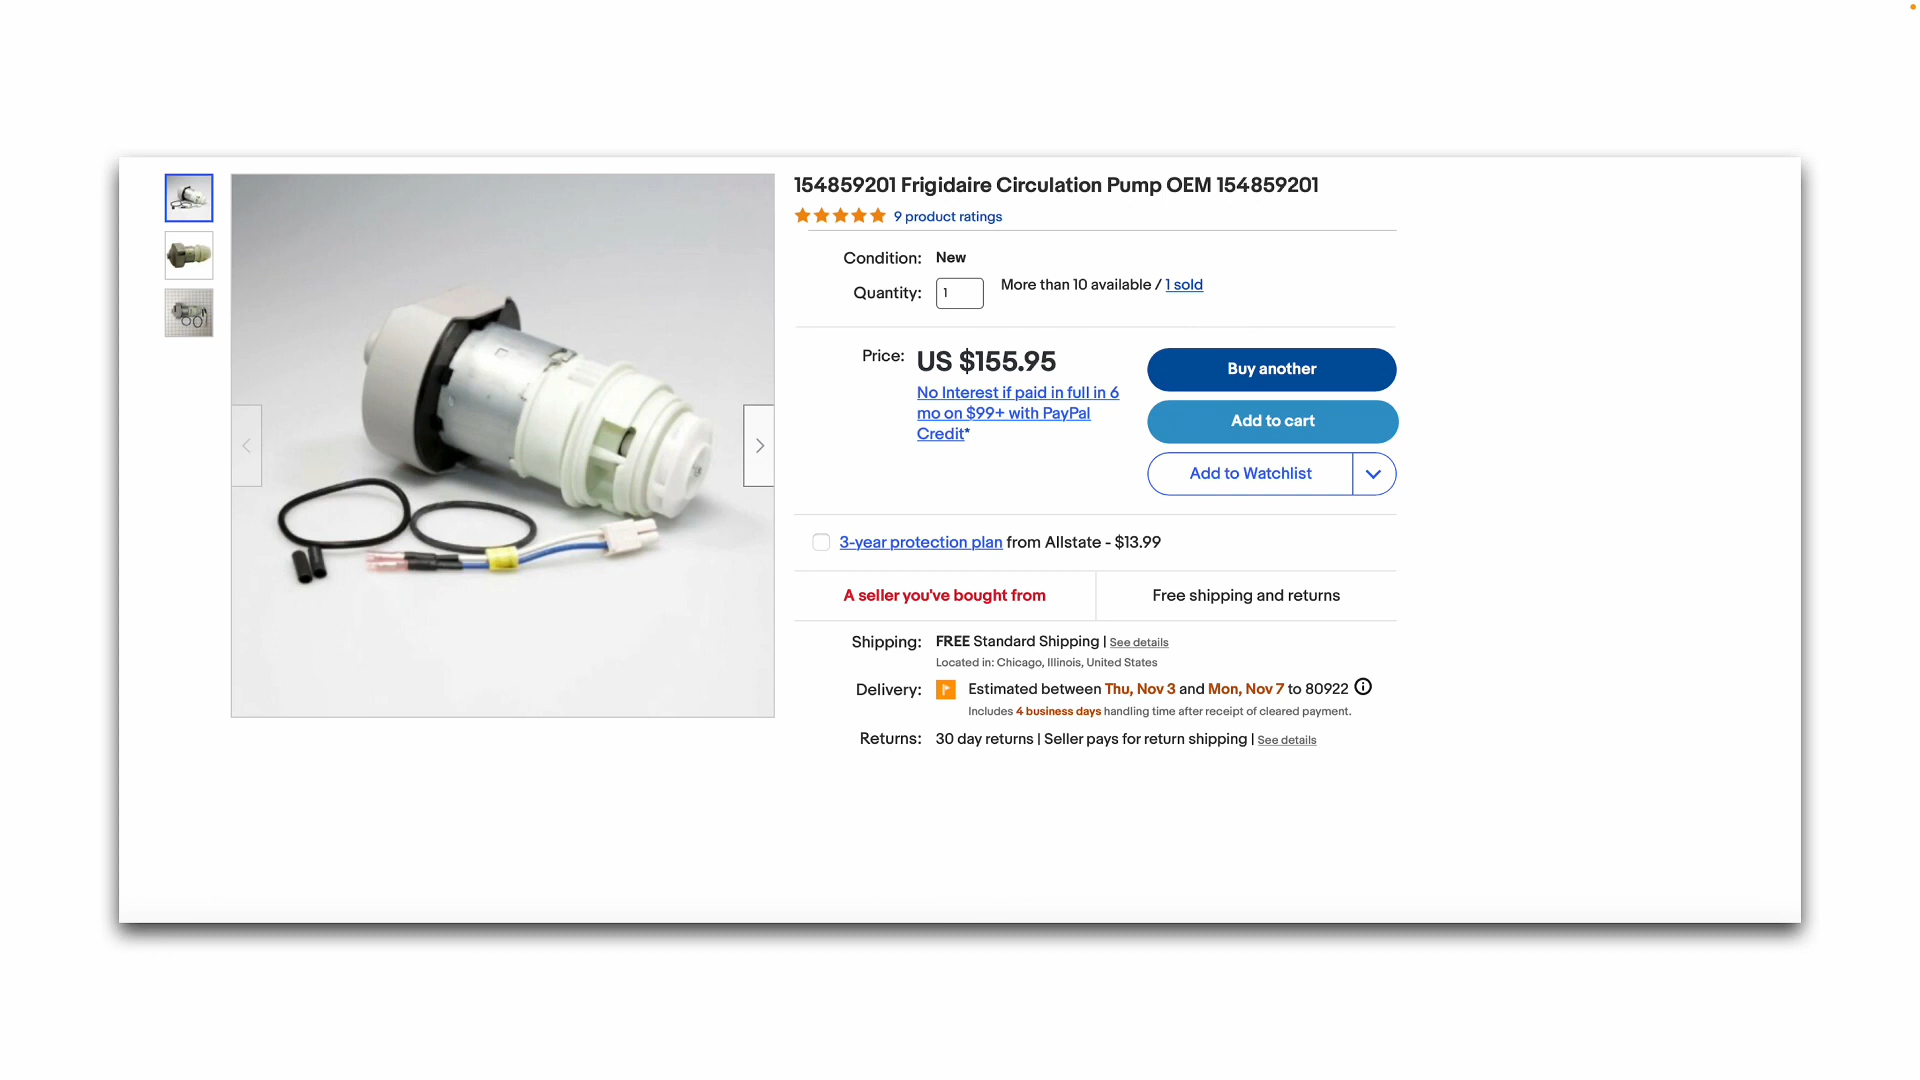 154859201 Frigidaire Circulation Pump OEM 154859201
9 product ratings
Condition: New
Quantity: 1 More than 10 available / 1 sold
Price: US $155.95
No Interest if paid in full in 6
mo on $99+ with PayPal
Credit*
Buy another
Add to cart
Add to Watchlist
3-year protection plan from Allstate - $13.99
A seller you've bought from
Free shipping and returns
Shipping: FREE Standard Shipping | See details
Located in: Chicago, Illinois, United States
Delivery: Estimated between Thu, Nov 3 and Mon, Nov 7 to 80922
Includes 4 business days handling time after receipt of cleared payment.
Returns: 30 day returns | Seller pays for return shipping | See details